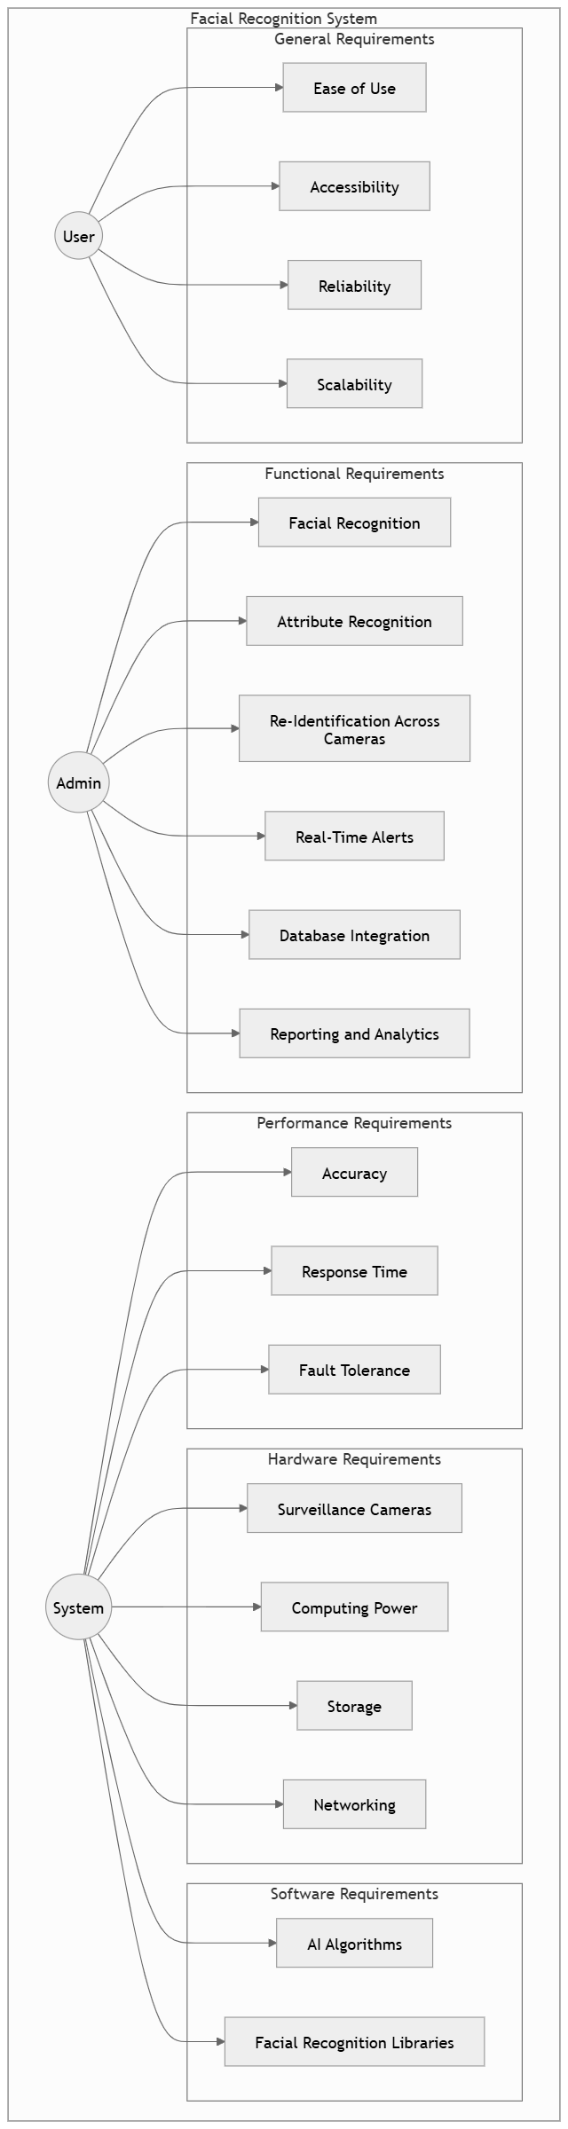 Facial Recognition System
General Requirements
Ease of Use
Accessibility
User
Reliability
Scalability
Functional Requirements
Facial Recognition
Attribute Recognition
Re-Identification Across
Cameras
Admin
Real-Time Alerts
Database Integration
Reporting and Analytics
Performance Requirements
Accuracy
Response Time
Fault Tolerance
Hardware Requirements
Surveillance Cameras
System
Computing Power
Storage
Networking
Software Requirements
AI Algorithms
Facial Recognition Libraries